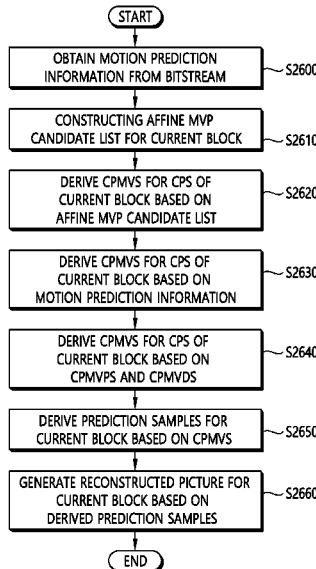 START
OBTAIN MOTION PREDICTION
INFORMATION FROM BITSTREAM
S2600
CONSTRUCTING AFFINE MVP
CANDIDATE LIST FOR CURRENT BLOCK
S2610
DERIVE CPMVS FOR CPS OF
CURRENT BLOCK BASED ON
AFFINE MVP CANDIDATE LIST
S2620
DERIVE CPMVS FOR CPS OF
CURRENT BLOCK BASED ON
MOTION PREDICTION INFORMATION
S2630
DERIVE CPMVS FOR CPS OF
CURRENT BLOCK BASED ON
CPMVPS AND CPMVDS
S2640
DERIVE PREDICTION SAMPLES FOR
CURRENT BLOCK BASED ON CPMVS
S2650
GENERATE RECONSTRUCTED PICTURE FOR
CURRENT BLOCK BASED ON
DERIVED PREDICTION SAMPLES
S2660
END